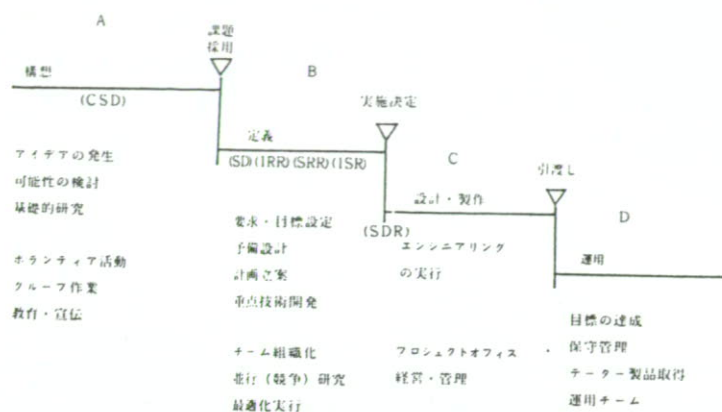 A
課題
採用
B
構想
(CSD)
実施決定
定義
(SD)(IRR)(SRR)(ISR)
C
引渡し
アイデアの発生
可能性の検討
基礎的研究
設計・製作
(SDR)
D
要求・目標設定
予備設計
計画立案
重点技術開発
エンジニアリング
の実行
運用
ボランティア活動
グループ作業
教育・宣伝
目標の達成
保守管理
データー製品取得
運用チーム
チーム組織化
並行(競争)研究
最適化実行
プロジェクトオフィス・
経営・管理